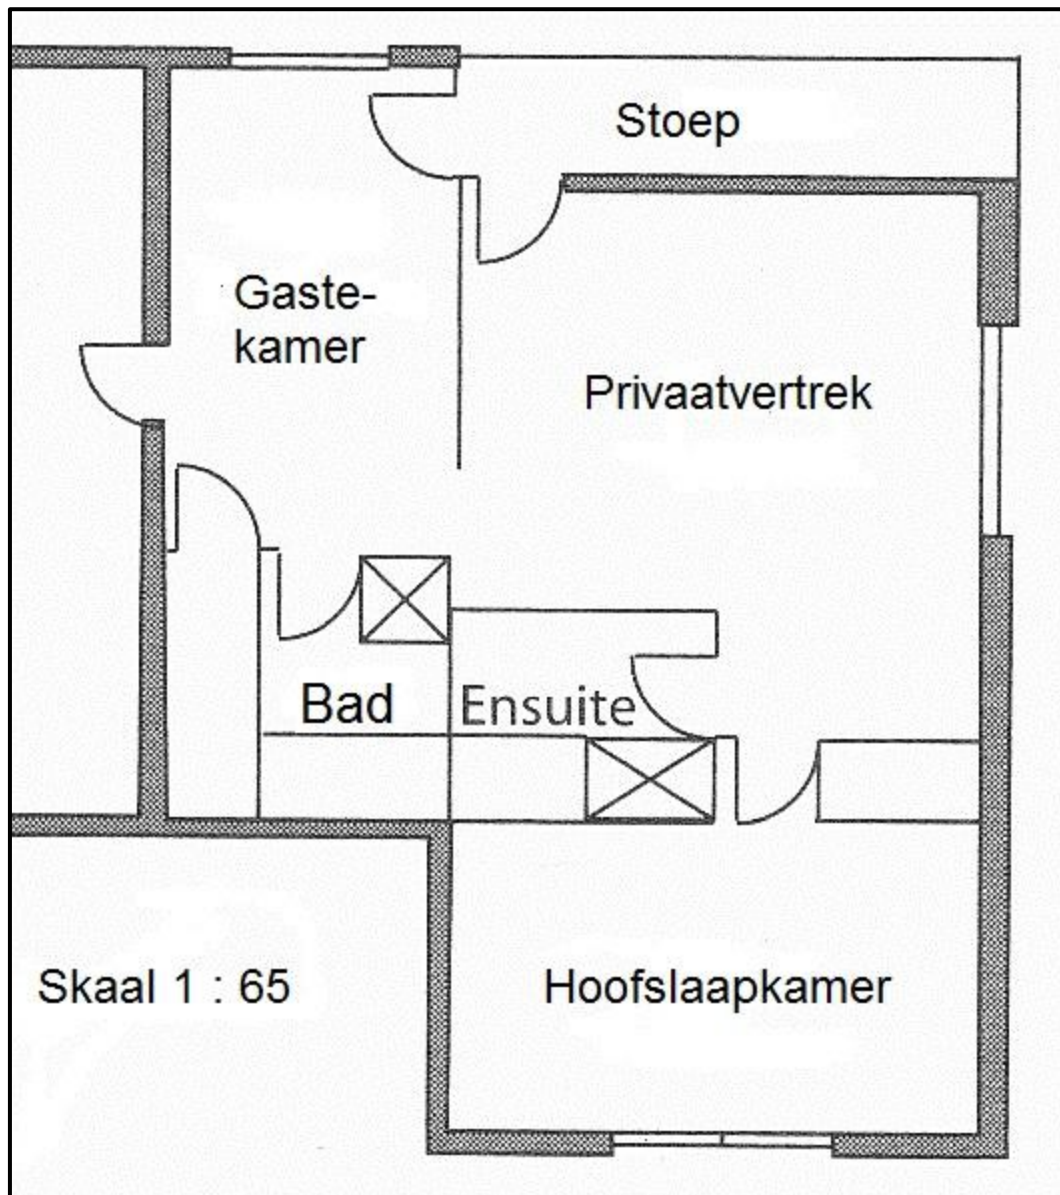 Stoep
Gaste-
kamer
Privaatvertrek
Bad
Ensuite
Skaal 1 : 65
Hoofslaapkamer